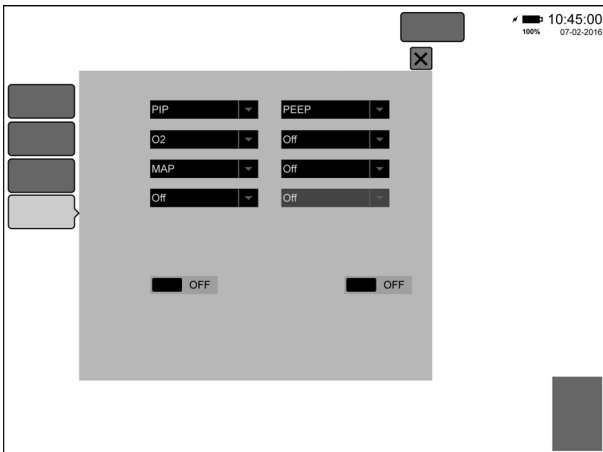 10:45:00
100% 07-02-2016
PIP PEEP
O2 Off
MAP Off
Off Off
OFF OFF